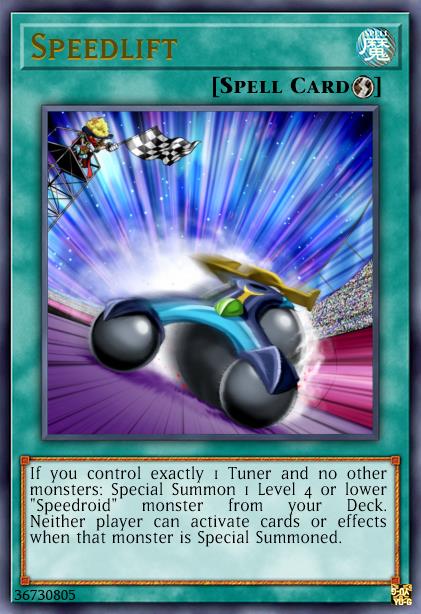 Speedlift
SPELL
魔
[Spell Card]
If you control exactly 1 Tuner and no other
monsters: Special Summon 1 Level 4 or lower
"Speedroid" monster from your Deck.
Neither player can activate cards or effects
when that monster is Special Summoned.
36730805